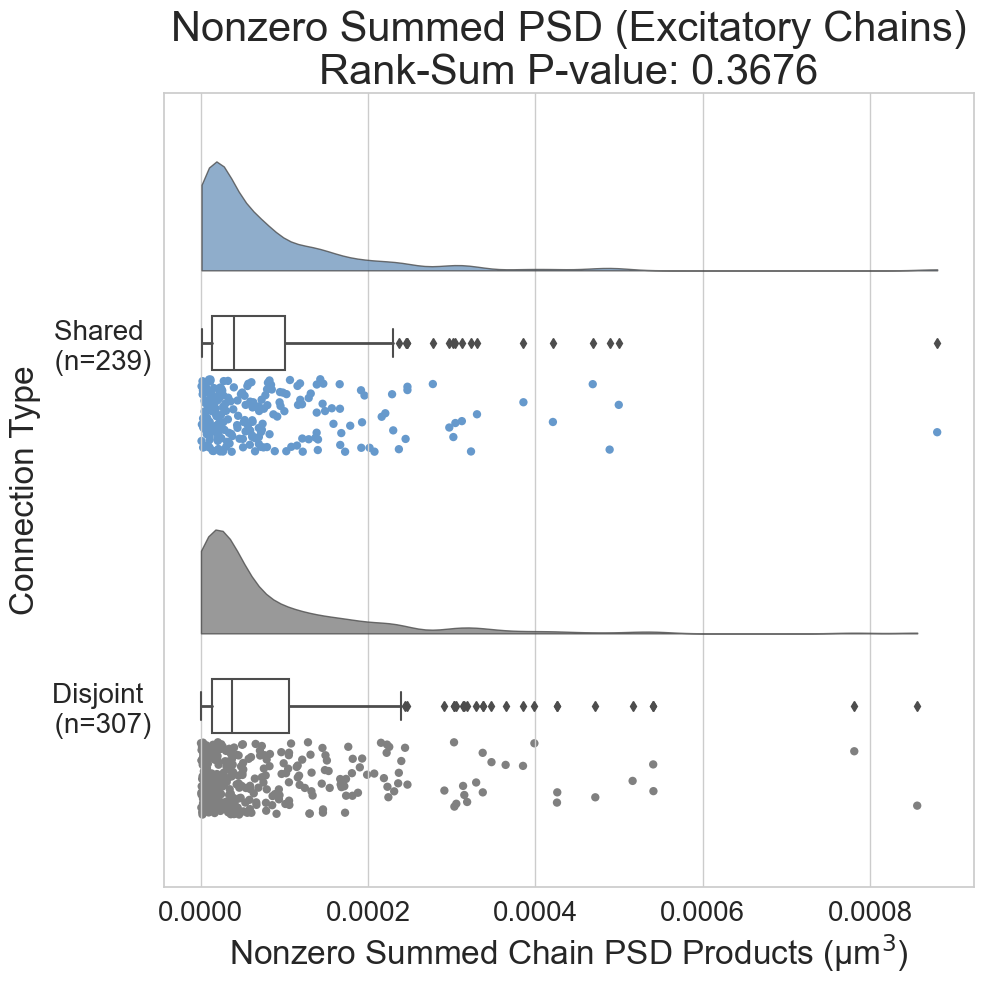 Nonzero Summed PSD (Excitatory Chains)
Rank-Sum P-value: 0.3676
Connection Type
Shared
(n=239)
Disjoint
(n=307)
0.0000 0.0002 0.0004 0.0006 0.0008
Nonzero Summed Chain PSD Products (μm³)